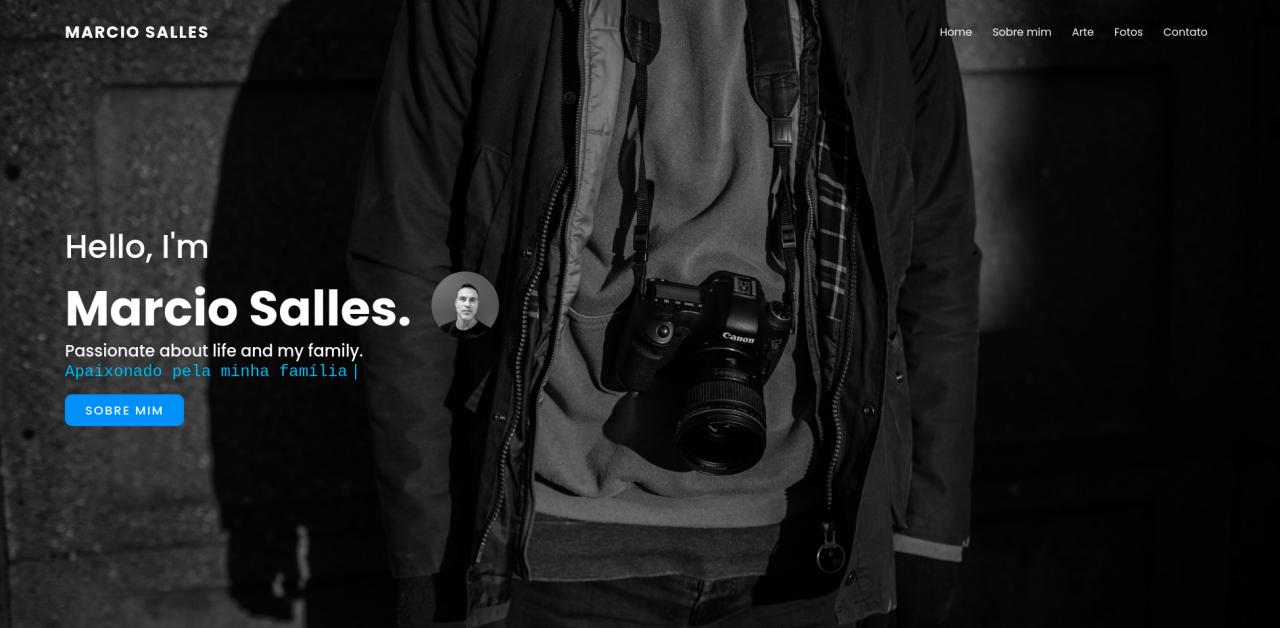 MARCIO SALLES
Home Sobre mim Arte Fotos Contato
Hello, I'm
Marcio Salles.
Passionate about life and my family.
Apaixonado pela minha família|
SOBRE MIM
Canon